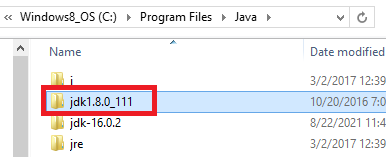 Windows8_OS (C:) > Program Files > Java >
Name Date modified
j 3/2/2017 12:39
jdk1.8.0_111 10/20/2016 7:0
jdk-16.0.2 8/22/2021 11:4
jre 3/2/2017 12:39